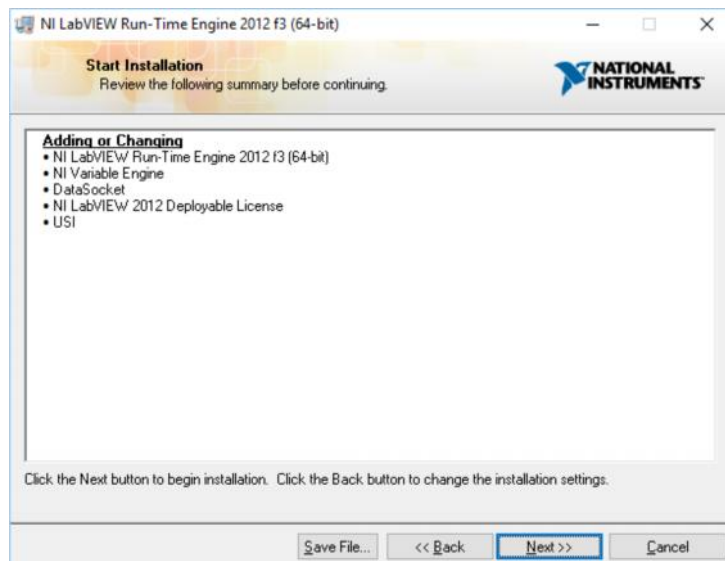 NI LabVIEW Run-Time Engine 2012 f3 (64-bit)
Start Installation
Review the following summary before continuing.
NATIONAL
INSTRUMENTS™
Adding or Changing
• NI LabVIEW Run-Time Engine 2012 f3 (64-bit)
• NI Variable Engine
• DataSocket
• NI LabVIEW 2012 Deployable License
• USI
Click the Next button to begin installation. Click the Back button to change the installation settings.
Save File... << Back Next >> Cancel